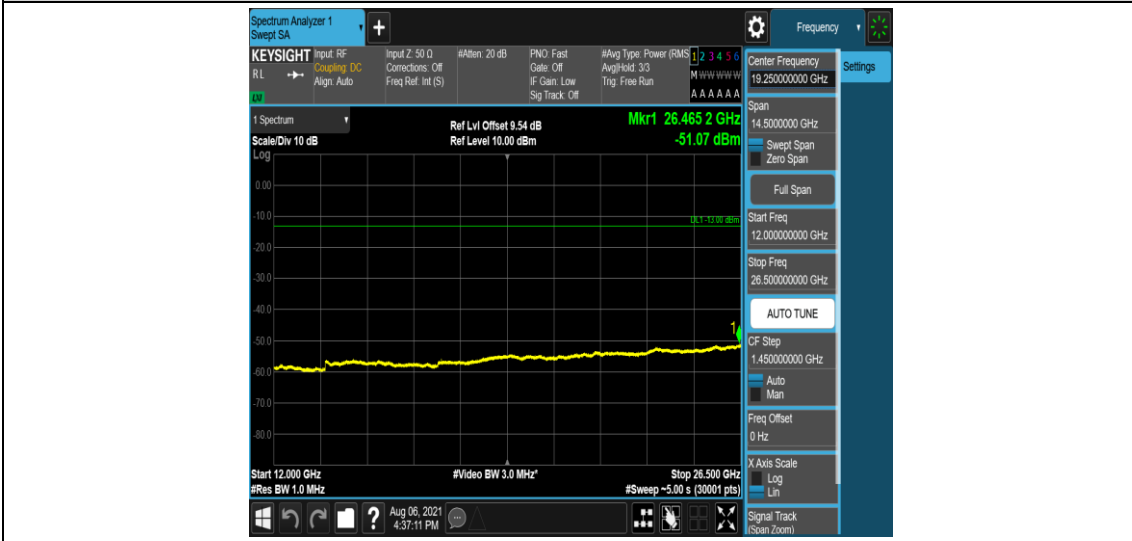 Spectrum Analyzer 1
Swept SA
Frequency
KEYSIGHT
RL
Input: RF
Coupling: DC
Align: Auto
Input Z: 50 Ω
Corrections: Off
Freq Ref: Int (S)
#Atten: 20 dB
PNO: Fast
Gate: Off
IF Gain: Low
Sig Track: Off
#Avg Type: Power (RMS
Avg|Hold: 3/3
Trig: Free Run
1 2 3 4 5 6
M W W W W W
A A A A A A
1 Spectrum
Scale/Div 10 dB
Log
Ref Lvl Offset 9.54 dB
Ref Level 10.00 dBm
Mkr1 26.465 2 GHz
-51.07 dBm
0.00
-10.0
DL1 -13.00 dBm
-20.0
-30.0
-40.0
1
-50.0
-60.0
-70.0
-80.0
Start 12.000 GHz
#Res BW 1.0 MHz
#Video BW 3.0 MHz*
Stop 26.500 GHz
#Sweep ~5.00 s (30001 pts)
Center Frequency
19.250000000 GHz
Settings
Span
14.5000000 GHz
Swept Span
Zero Span
Full Span
Start Freq
12.000000000 GHz
Stop Freq
26.500000000 GHz
AUTO TUNE
CF Step
1.450000000 GHz
Auto
Man
Freq Offset
0 Hz
X Axis Scale
Log
Lin
Signal Track
(Span Zoom)
?
Aug 06, 2021
4:37:11 PM